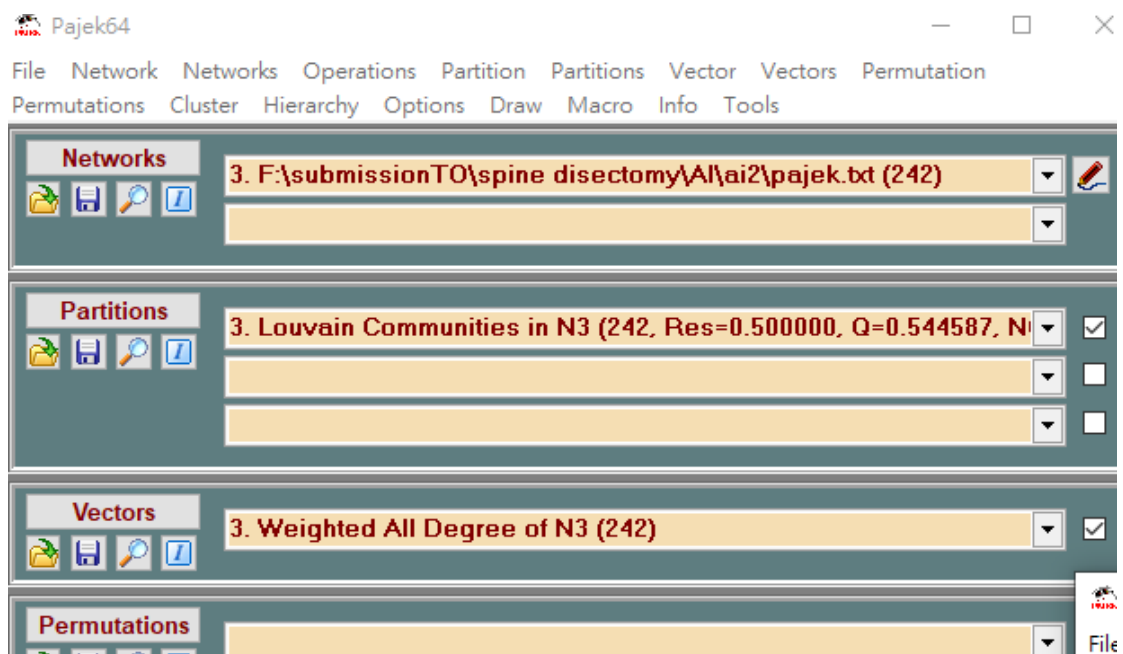 Pajek64
File Network Networks Operations Partition Partitions Vector Vectors Permutation
Permutations Cluster Hierarchy Options Draw Macro Info Tools
Networks
3. F:\submissionTO\spine disectomy\AI\ai2\pajek.txt (242)
Partitions
3. Louvain Communities in N3 (242, Res=0.500000, Q=0.544587, N
Vectors
3. Weighted All Degree of N3 (242)
Permutations
File